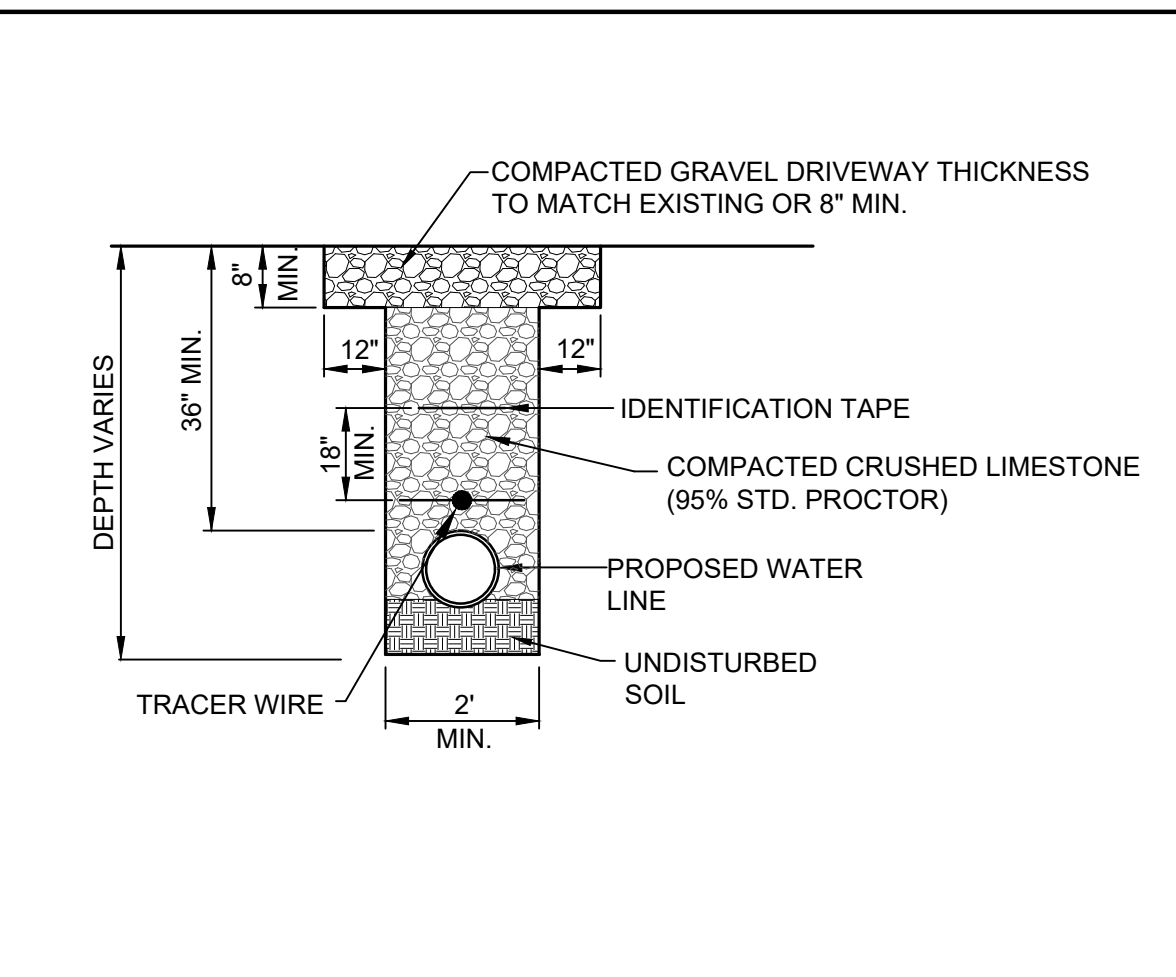 COMPACTED GRAVEL DRIVEWAY THICKNESS
TO MATCH EXISTING OR 8" MIN.
8"
MIN.
12"
12"
36" MIN.
DEPTH VARIES
IDENTIFICATION TAPE
18"
MIN.
COMPACTED CRUSHED LIMESTONE
(95% STD. PROCTOR)
PROPOSED WATER
LINE
UNDISTURBED
SOIL
TRACER WIRE
2'
MIN.